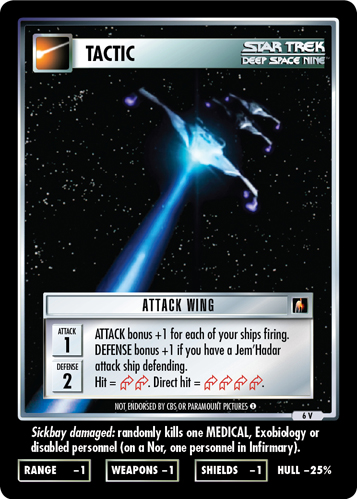 TACTIC
STAR TREK
DEEP SPACE NINE
ATTACK WING
ATTACK
1
DEFENSE
2
ATTACK bonus +1 for each of your ships firing.
DEFENSE bonus +1 if you have a Jem'Hadar
attack ship defending.
Hit = . Direct hit = .
NOT ENDORSED BY CBS OR PARAMOUNT PICTURES
6 V
Sickbay damaged: randomly kills one MEDICAL, Exobiology or
disabled personnel (on a Nor, one personnel in Infirmary).
RANGE -1 WEAPONS -1 SHIELDS -1 HULL -25%